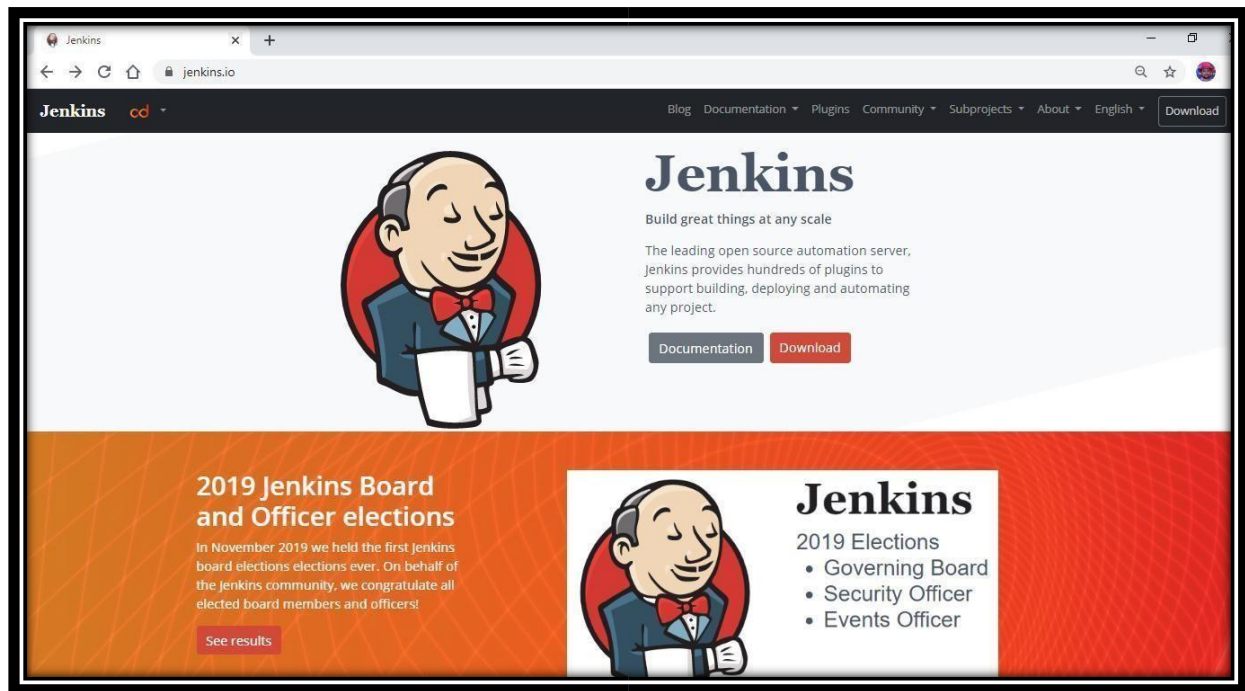 Jenkins
jenkins.io
Jenkins cd Blog Documentation Plugins Community Subprojects About English Download
Jenkins
Build great things at any scale
The leading open source automation server,
Jenkins provides hundreds of plugins to
support building, deploying and automating
any project.
Documentation Download
2019 Jenkins Board
and Officer elections
In November 2019 we held the first Jenkins
board elections elections ever. On behalf of
the Jenkins community, we congratulate all
elected board members and officers!
See results
Jenkins
2019 Elections
• Governing Board
• Security Officer
• Events Officer